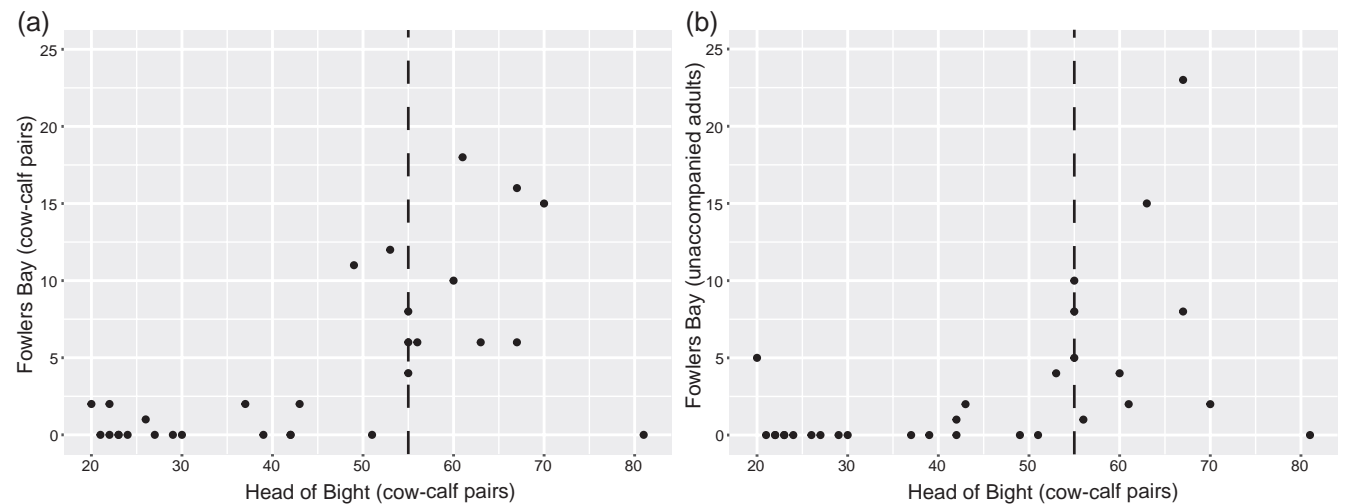 (a)
25
20
15
10
5
0
Fowlers Bay (cow-calf pairs)
20 30 40 50 60 70 80
Head of Bight (cow-calf pairs)
(b)
25
20
15
10
5
0
Fowlers Bay (unaccompanied adults)
20 30 40 50 60 70 80
Head of Bight (cow-calf pairs)